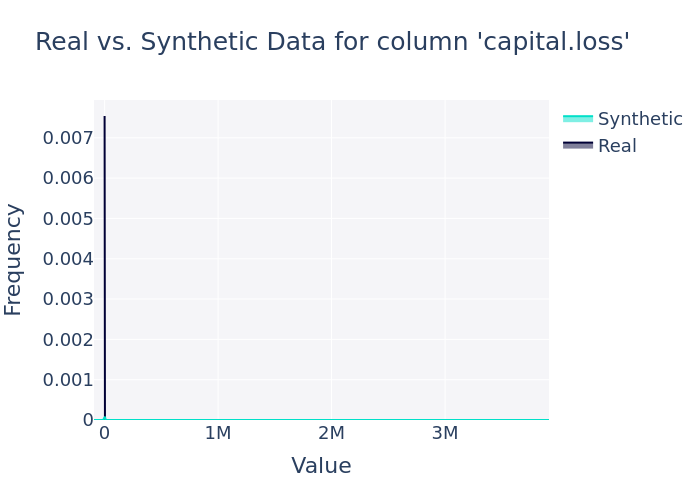 Real vs. Synthetic Data for column 'capital.loss'
Synthetic
Real
Frequency
0.007
0.006
0.005
0.004
0.003
0.002
0.001
0
0 1M 2M 3M
Value